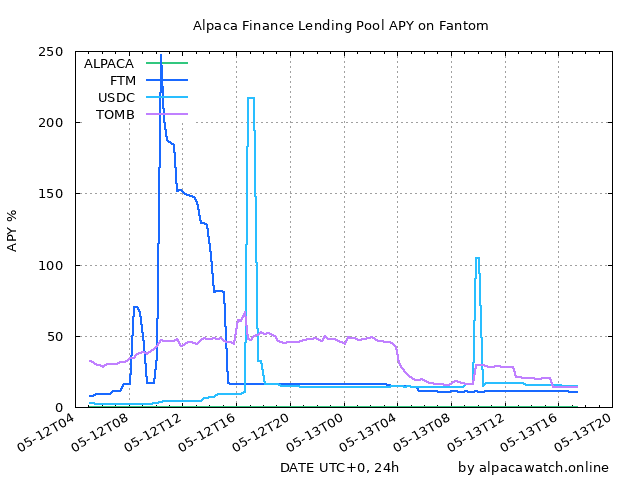 Alpaca Finance Lending Pool APY on Fantom
250
200
150
100
50
0
APY %
ALPACA
FTM
USDC
TOMB
05-12T04
05-12T08
05-12T12
05-12T16
05-12T20
05-13T00
05-13T04
05-13T08
05-13T12
05-13T16
05-13T20
DATE UTC+0, 24h
by alpacawatch.online